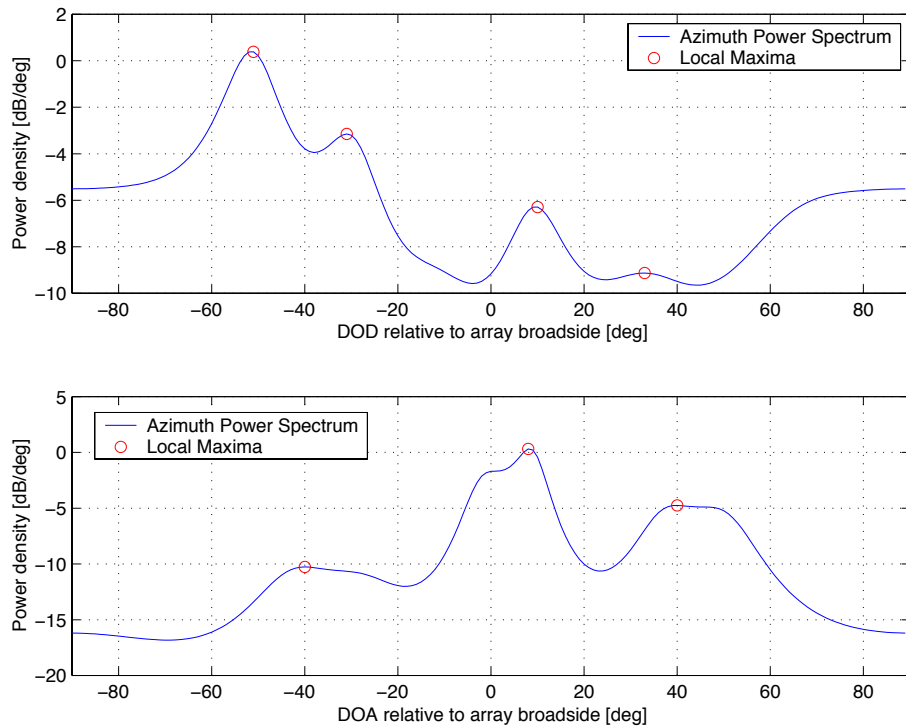 2
0
−2
−4
−6
−8
−10
Power density [dB/deg]
Azimuth Power Spectrum
Local Maxima
−80 −60 −40 −20 0 20 40 60 80
DOD relative to array broadside [deg]
5
0
−5
−10
−15
−20
Power density [dB/deg]
Azimuth Power Spectrum
Local Maxima
−80 −60 −40 −20 0 20 40 60 80
DOA relative to array broadside [deg]